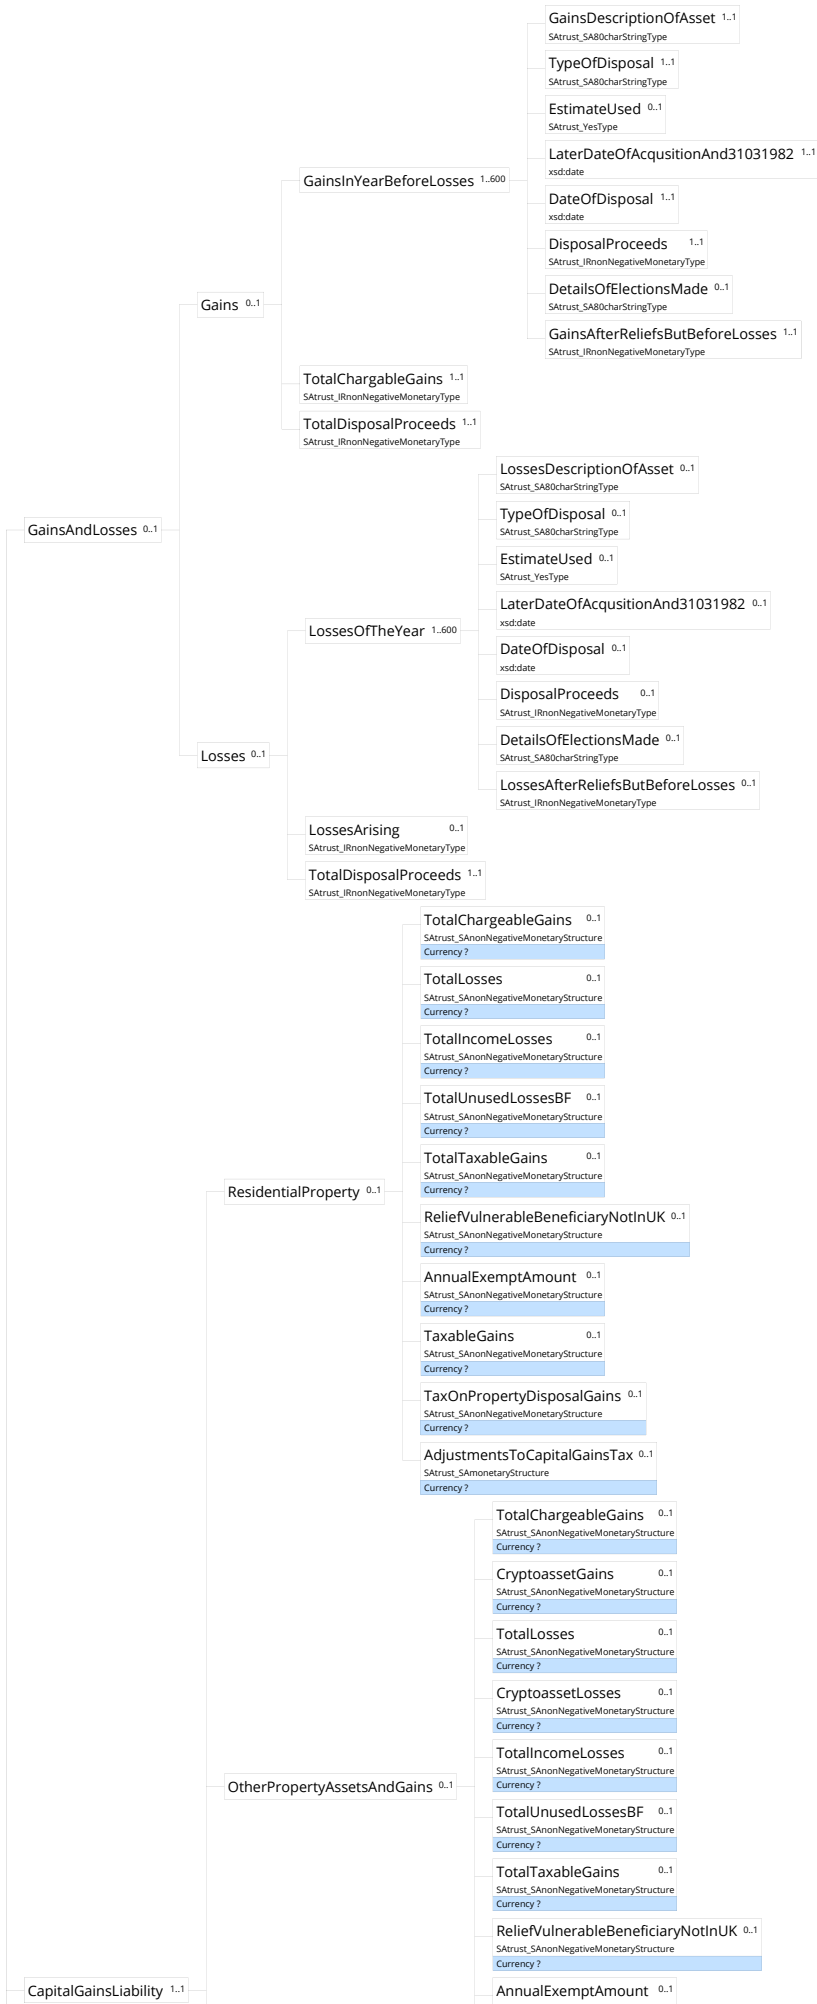 GainsDescriptionOfAsset 1..1
SAtrust_SA80charStringType
TypeOfDisposal 1..1
SAtrust_SA80charStringType
EstimateUsed 0..1
SAtrust_YesType
LaterDateOfAcqusitionAnd31031982 1..1
xsd:date
GainsInYearBeforeLosses 1..600
DateOfDisposal 1..1
xsd:date
DisposalProceeds 1..1
SAtrust_IRnonNegativeMonetaryType
DetailsOfElectionsMade 0..1
SAtrust_SA80charStringType
Gains 0..1
GainsAfterReliefsButBeforeLosses 1..1
SAtrust_IRnonNegativeMonetaryType
TotalChargableGains 1..1
SAtrust_IRnonNegativeMonetaryType
TotalDisposalProceeds 1..1
SAtrust_IRnonNegativeMonetaryType
LossesDescriptionOfAsset 0..1
SAtrust_SA80charStringType
TypeOfDisposal 0..1
SAtrust_SA80charStringType
GainsAndLosses 0..1
EstimateUsed 0..1
SAtrust_YesType
LaterDateOfAcqusitionAnd31031982 0..1
xsd:date
LossesOfTheYear 1..600
DateOfDisposal 0..1
xsd:date
DisposalProceeds 0..1
SAtrust_IRnonNegativeMonetaryType
DetailsOfElectionsMade 0..1
SAtrust_SA80charStringType
Losses 0..1
LossesAfterReliefsButBeforeLosses 0..1
SAtrust_IRnonNegativeMonetaryType
LossesArising 0..1
SAtrust_IRnonNegativeMonetaryType
TotalDisposalProceeds 1..1
SAtrust_IRnonNegativeMonetaryType
TotalChargeableGains 0..1
SAtrust_SAnonNegativeMonetaryStructure
Currency ?
TotalLosses 0..1
SAtrust_SAnonNegativeMonetaryStructure
Currency ?
TotalIncomeLosses 0..1
SAtrust_SAnonNegativeMonetaryStructure
Currency ?
TotalUnusedLossesBF 0..1
SAtrust_SAnonNegativeMonetaryStructure
Currency ?
TotalTaxableGains 0..1
SAtrust_SAnonNegativeMonetaryStructure
Currency ?
ResidentialProperty 0..1
ReliefVulnerableBeneficiaryNotInUK 0..1
SAtrust_SAnonNegativeMonetaryStructure
Currency ?
AnnualExemptAmount 0..1
SAtrust_SAnonNegativeMonetaryStructure
Currency ?
TaxableGains 0..1
SAtrust_SAnonNegativeMonetaryStructure
Currency ?
TaxOnPropertyDisposalGains 0..1
SAtrust_SAnonNegativeMonetaryStructure
Currency ?
AdjustmentsToCapitalGainsTax 0..1
SAtrust_SAmonetaryStructure
Currency ?
TotalChargeableGains 0..1
SAtrust_SAnonNegativeMonetaryStructure
Currency ?
CryptoassetGains 0..1
SAtrust_SAnonNegativeMonetaryStructure
Currency ?
TotalLosses 0..1
SAtrust_SAnonNegativeMonetaryStructure
Currency ?
CryptoassetLosses 0..1
SAtrust_SAnonNegativeMonetaryStructure
Currency ?
TotalIncomeLosses 0..1
SAtrust_SAnonNegativeMonetaryStructure
Currency ?
OtherPropertyAssetsAndGains 0..1
TotalUnusedLossesBF 0..1
SAtrust_SAnonNegativeMonetaryStructure
Currency ?
TotalTaxableGains 0..1
SAtrust_SAnonNegativeMonetaryStructure
Currency ?
ReliefVulnerableBeneficiaryNotInUK 0..1
SAtrust_SAnonNegativeMonetaryStructure
Currency ?
CapitalGainsLiability 1..1
AnnualExemptAmount 0..1